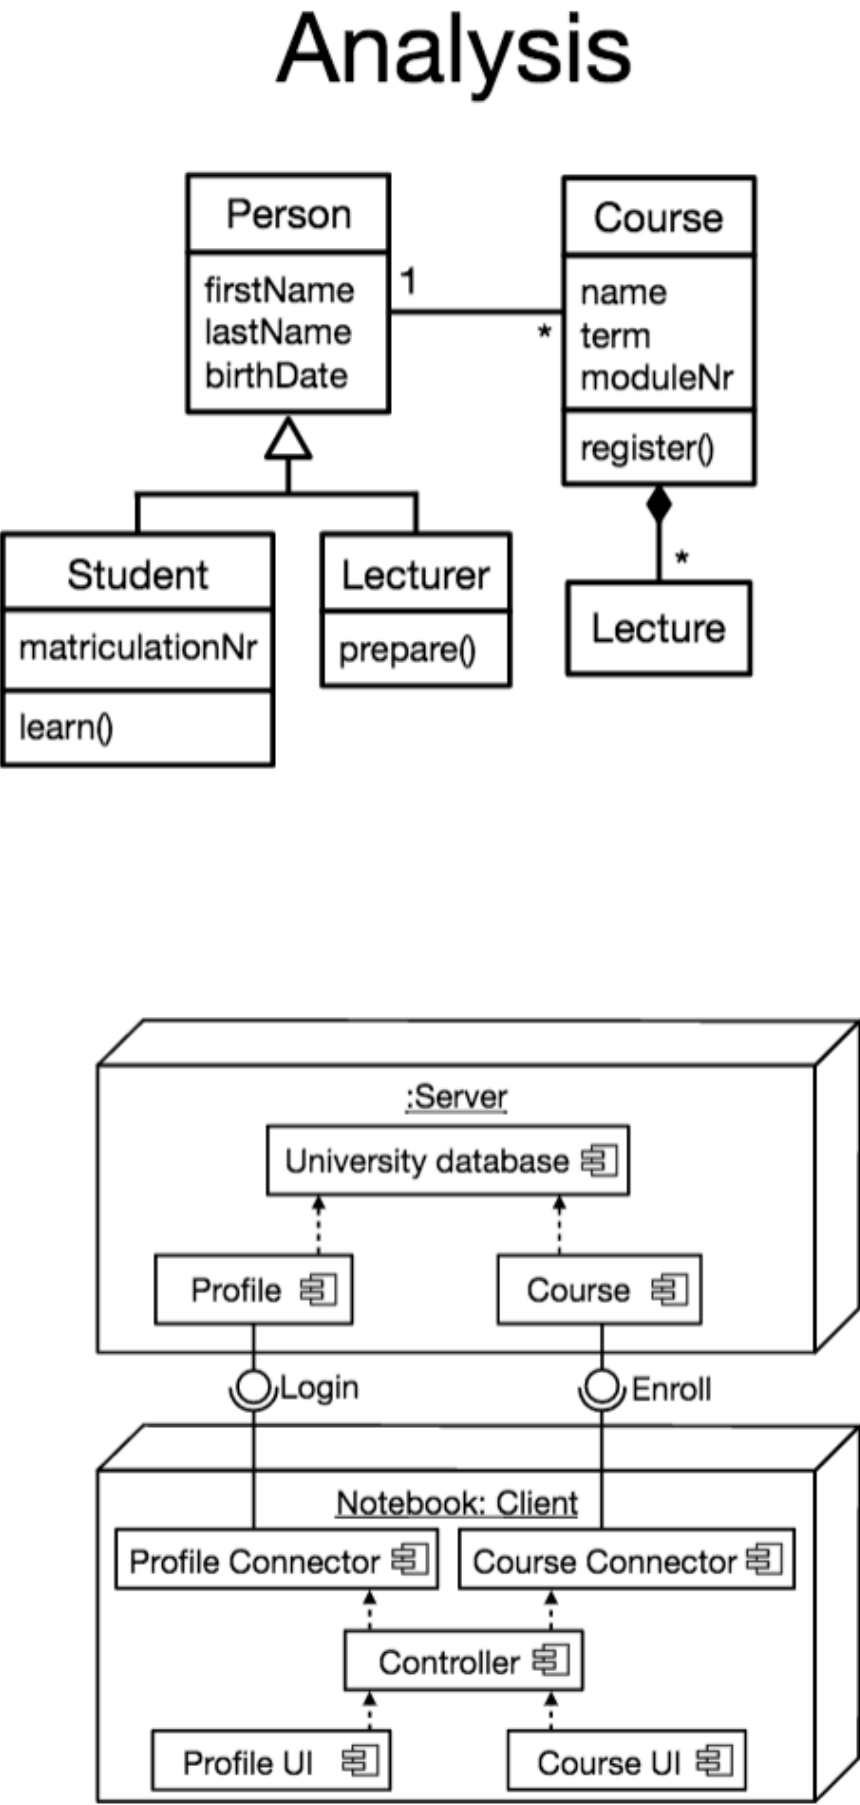 Analysis
Person
firstName
lastName
birthDate
1
*
Course
name
term
moduleNr
register()
*
Student
matriculationNr
learn()
Lecturer
prepare()
Lecture
:Server
University database
Profile
Course
Login
Enroll
Notebook: Client
Profile Connector
Course Connector
Controller
Profile UI
Course UI